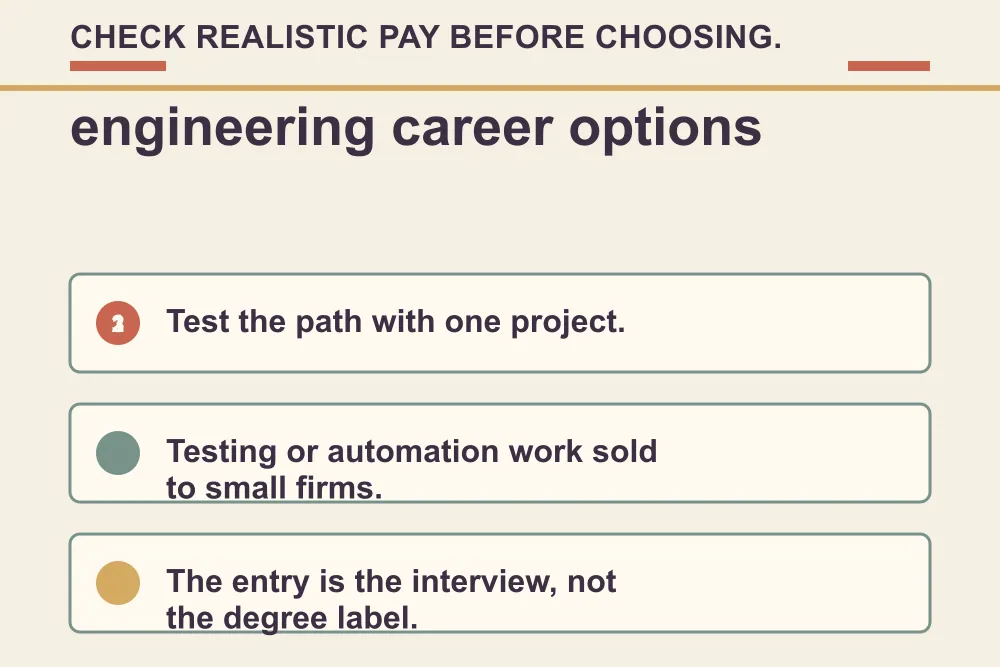 CHECK REALISTIC PAY BEFORE CHOOSING.
engineering career options
Test the path with one project.
Testing or automation work sold
to small firms.
The entry is the interview, not
the degree label.